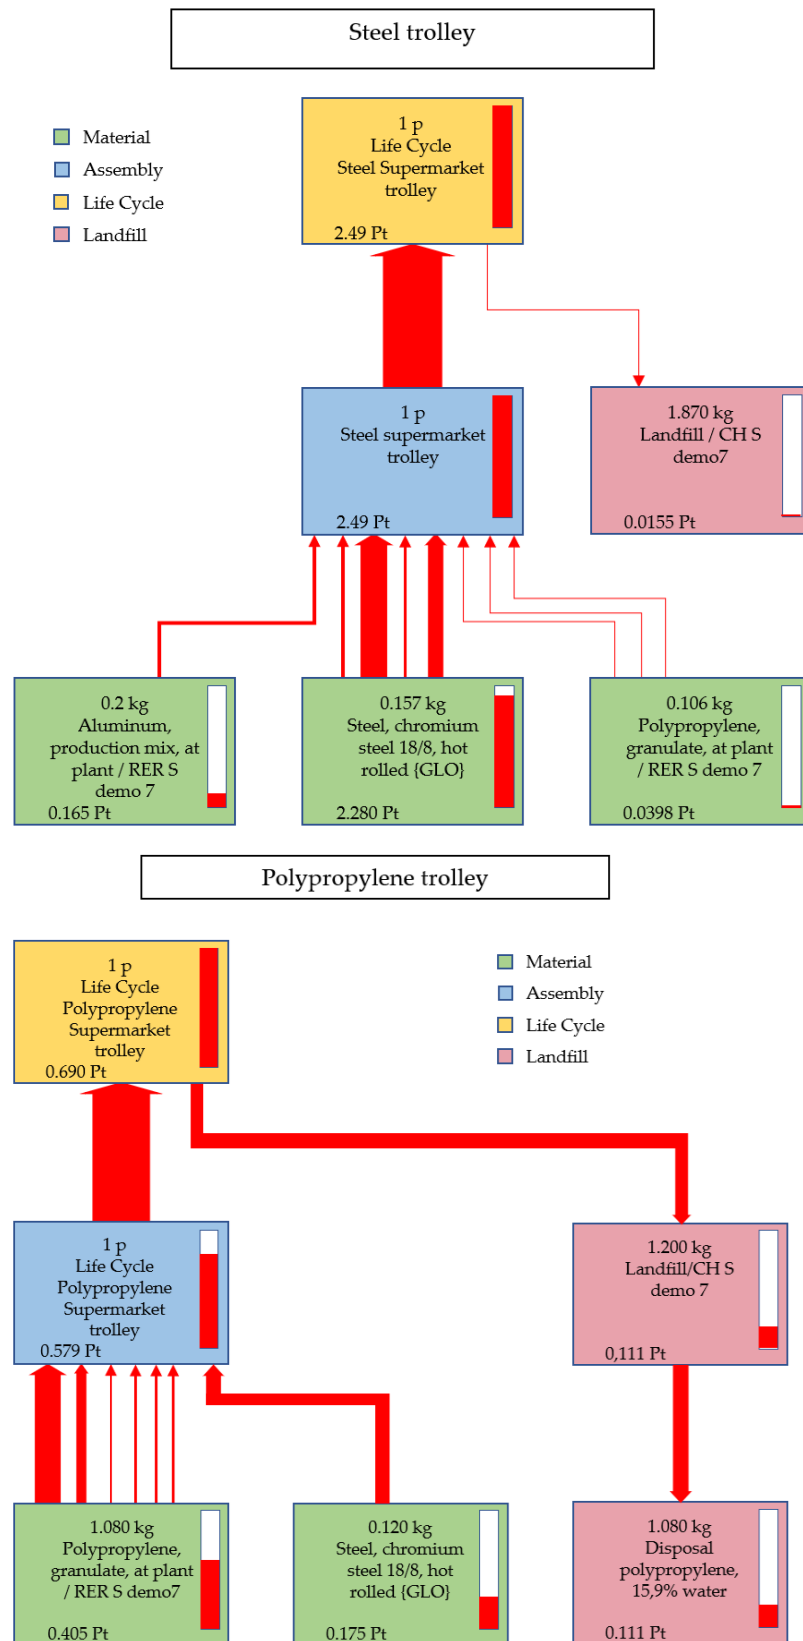 Steel trolley
Material
Assembly
Life Cycle
Landfill
1 p
Life Cycle
Steel Supermarket
trolley
2.49 Pt
1 p
Steel supermarket
trolley
2.49 Pt
1.870 kg
Landfill / CH S
demo7
0.0155 Pt
0.2 kg
Aluminum,
production mix, at
plant / RER S
demo 7
0.165 Pt
0.157 kg
Steel, chromium
steel 18/8, hot
rolled {GLO}
2.280 Pt
0.106 kg
Polypropylene,
granulate, at plant
/ RER S demo 7
0.0398 Pt
Polypropylene trolley
1 p
Life Cycle
Polypropylene
Supermarket
trolley
0.690 Pt
Material
Assembly
Life Cycle
Landfill
1 p
Life Cycle
Polypropylene
Supermarket
trolley
0.579 Pt
1.200 kg
Landfill/CH S
demo 7
0,111 Pt
1.080 kg
Polypropylene,
granulate, at plant
/ RER S demo7
0.405 Pt
0.120 kg
Steel, chromium
steel 18/8, hot
rolled {GLO}
0.175 Pt
1.080 kg
Disposal
polypropylene,
15,9% water
0.111 Pt